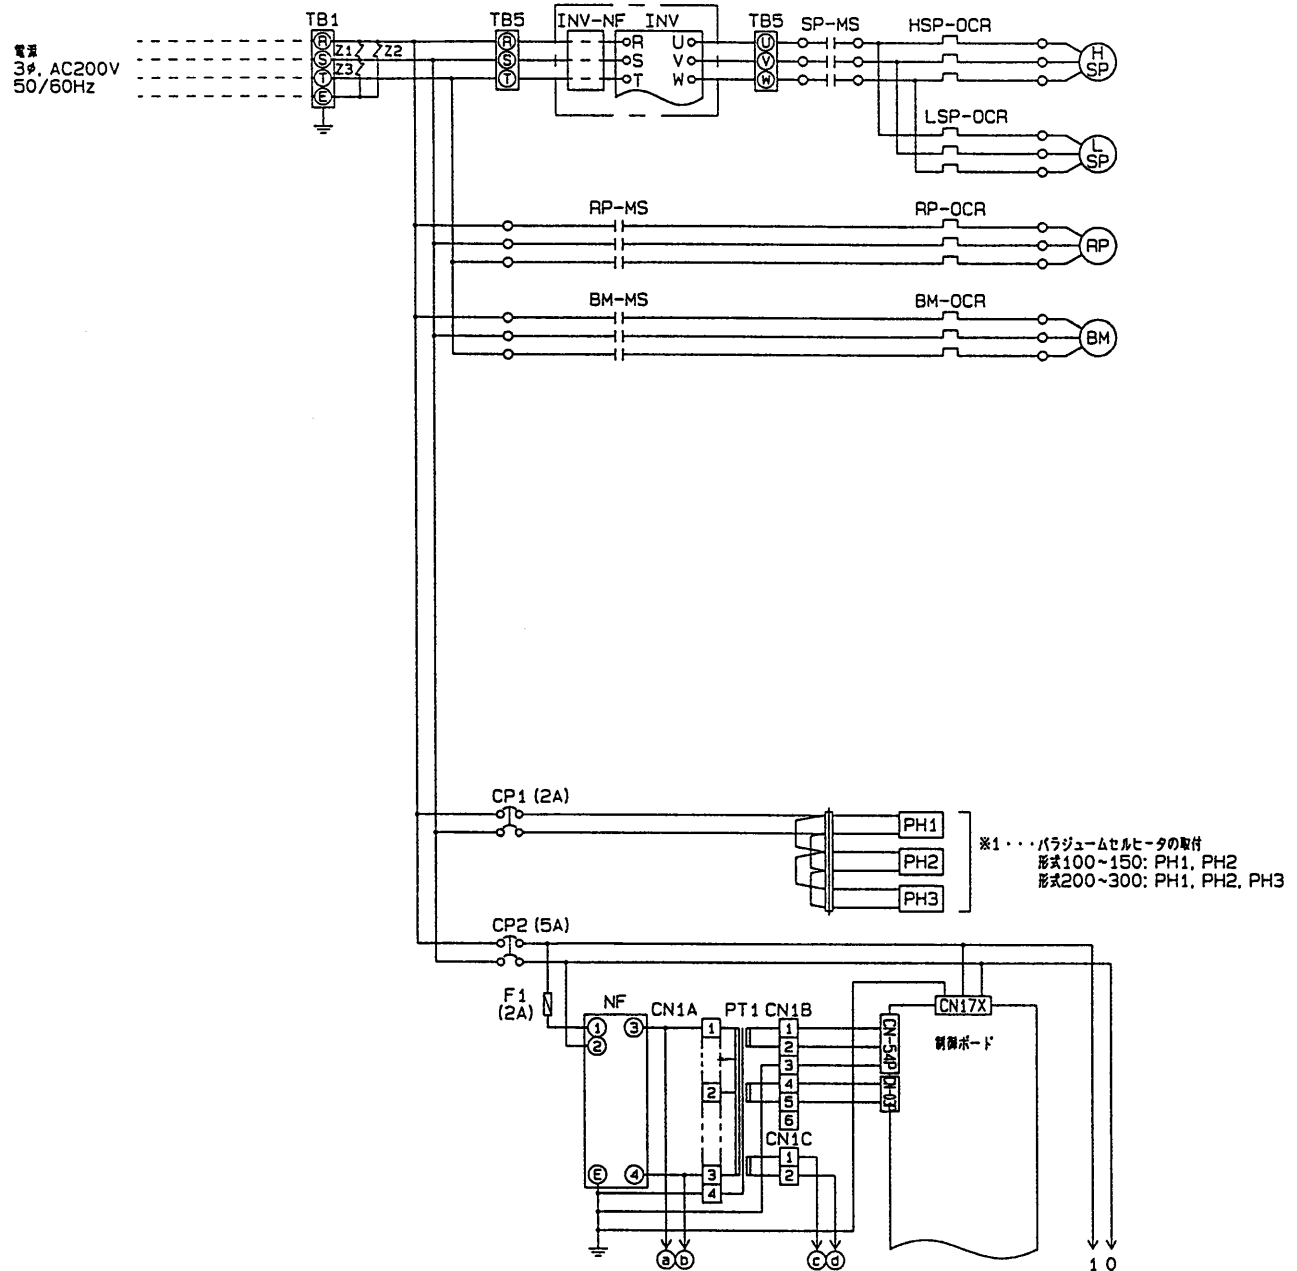 TB1
TB5
INV-NF
INV
TB5
SP-MS
HSP-OCR
電源
3φ, AC200V
50/60Hz
R
S
T
E
Z1
Z2
Z3
R
S
T
R
S
T
U
V
W
U
V
W
H
SP
LSP-OCR
L
SP
RP-MS
RP-OCR
RP
BM-MS
BM-OCR
BM
CP1 (2A)
PH1
PH2
PH3
※1・・・パラジュームセルヒータの取付
形式100~150: PH1, PH2
形式200~300: PH1, PH2, PH3
CP2 (5A)
F1
(2A)
NF
CN1A
PT1
CN1B
CN17X
1
2
3
4
E
1
2
3
4
1
2
3
4
5
6
CN-54P
CN-03
制御ボード
CN1C
1
2
a
b
c
d
1
0